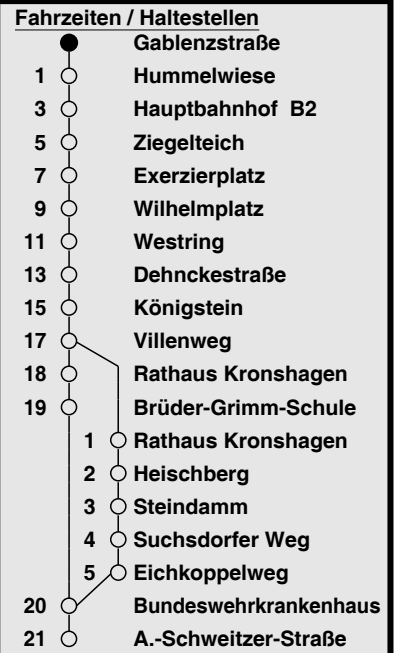 Fahrzeiten / Haltestellen
Gablenzstraße
1 Hummelwiese
3 Hauptbahnhof B2
5 Ziegelteich
7 Exerzierplatz
9 Wilhelmplatz
11 Westring
13 Dehnckestraße
15 Königstein
17 Villenweg
18 Rathaus Kronshagen
19 Brüder-Grimm-Schule
1 Rathaus Kronshagen
2 Heischberg
3 Steindamm
4 Suchsdorfer Weg
5 Eichkoppelweg
20 Bundeswehrkrankenhaus
21 A.-Schweitzer-Straße